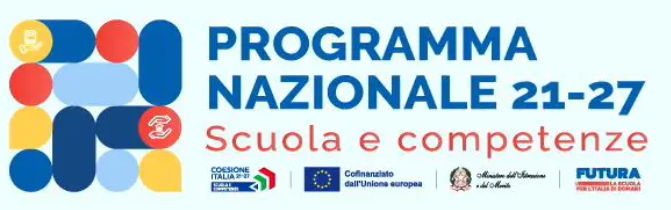 PROGRAMMA
NAZIONALE 21-27
Scuola e competenze
COESIONE
ITALIA 21-27
SCUOLA E
COMPETENZE
Cofinanziato
dall'Unione europea
Ministero dell'Istruzione
e del Merito
FUTURA
LA SCUOLA
PER L'ITALIA DI DOMANI